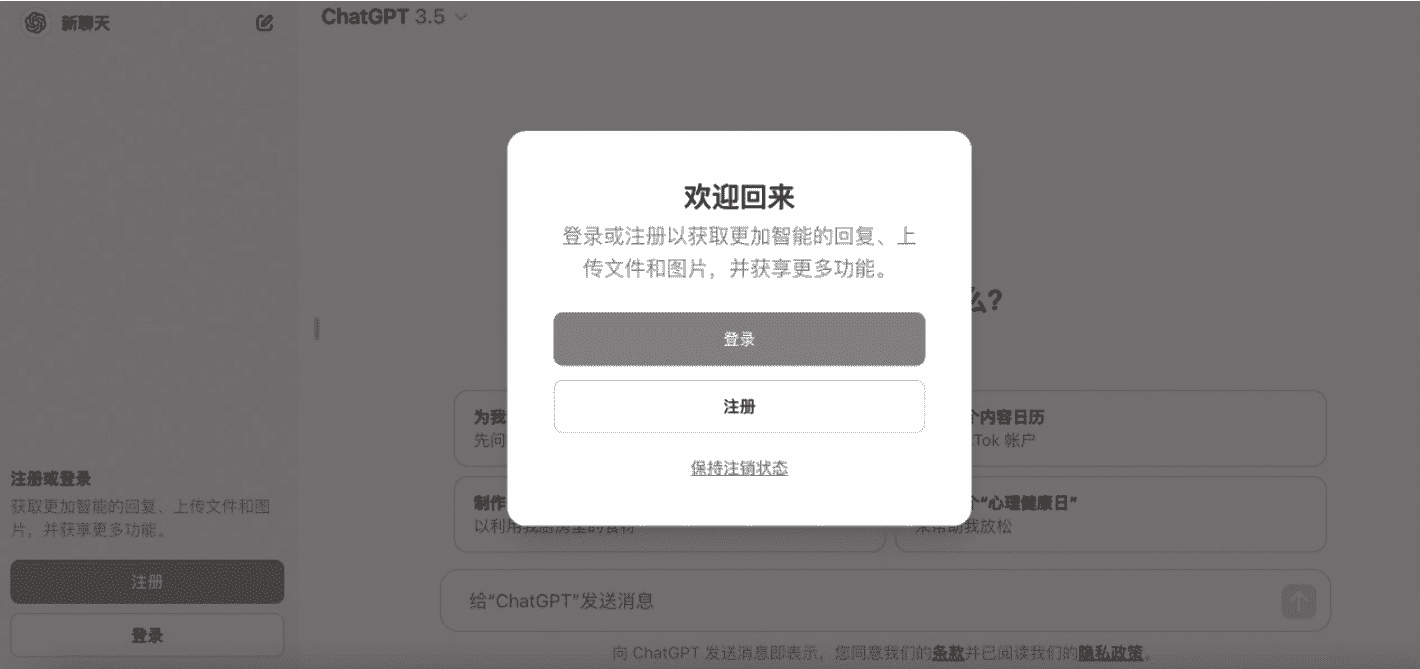 新聊天
ChatGPT 3.5
欢迎回来
登录或注册以获取更加智能的回复、上
传文件和图片，并获享更多功能。
登录
注册
保持注销状态
么?
为我
先问
个内容日历
Tok 帐户
制作
以利用我厨房里的食材
个“心理健康日”
来帮助我放松
注册或登录
获取更加智能的回复、上传文件和图
片，并获享更多功能。
注册
登录
给“ChatGPT”发送消息
向 ChatGPT 发送消息即表示，您同意我们的条款并已阅读我们的隐私政策。